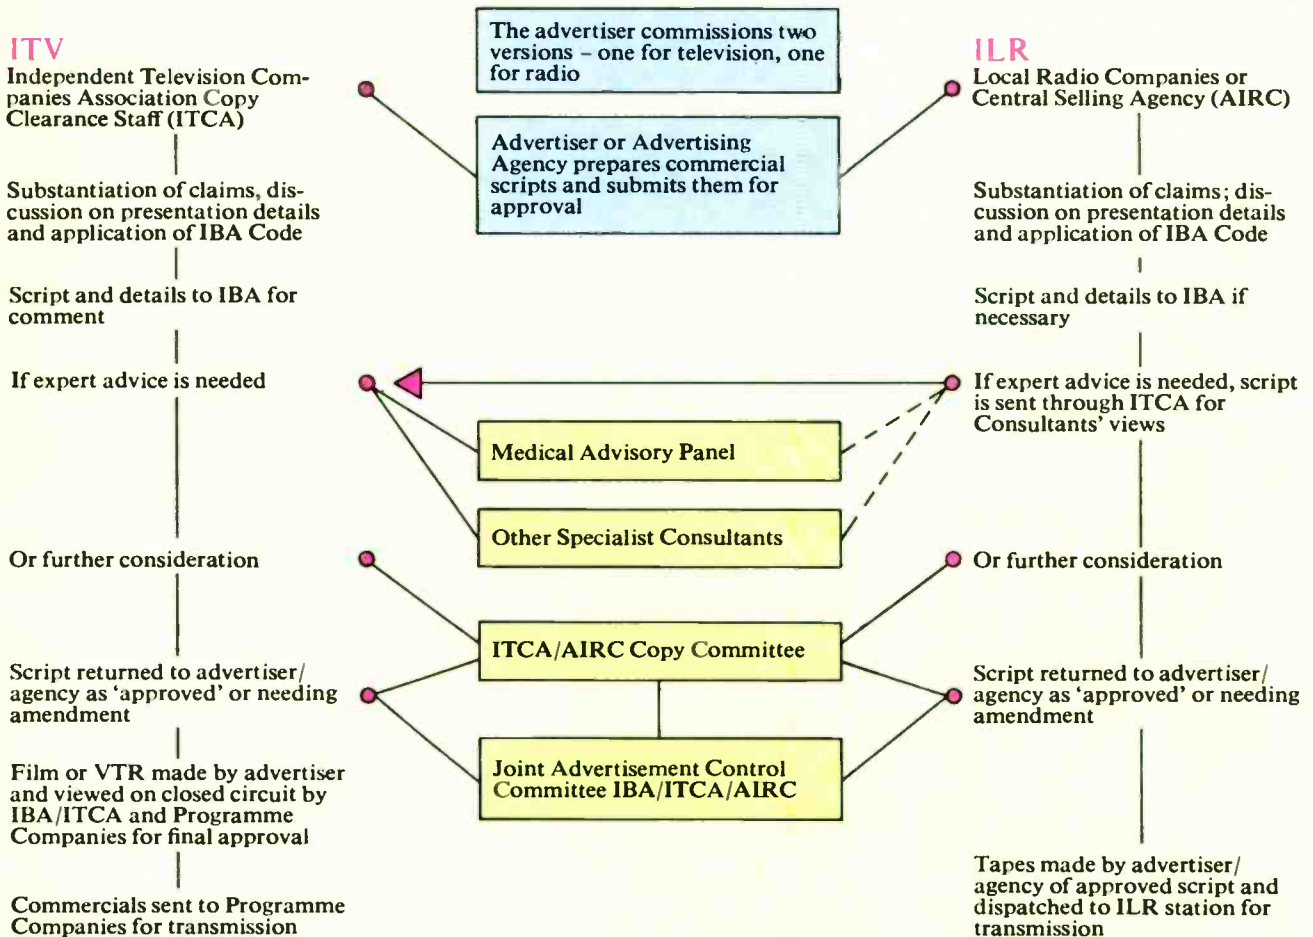 ITV
Independent Television Com-
panies Association Copy
Clearance Staff (ITCA)
Substantiation of claims, dis-
cussion on presentation details
and application of IBA Code
Script and details to IBA for
comment
If expert advice is needed
Or further consideration
Script returned to advertiser/
agency as ‘approved’ or needing
amendment
Film or VTR made by advertiser
and viewed on closed circuit by
IBA/ITCA and Programme
Companies for final approval
Commercials sent to Programme
Companies for transmission
The advertiser commissions two
versions – one for television, one
for radio
Advertiser or Advertising
Agency prepares commercial
scripts and submits them for
approval
Medical Advisory Panel
Other Specialist Consultants
ITCA/AIRC Copy Committee
Joint Advertisement Control
Committee IBA/ITCA/AIRC
ILR
Local Radio Companies or
Central Selling Agency (AIRC)
Substantiation of claims; dis-
cussion on presentation details
and application of IBA Code
Script and details to IBA if
necessary
If expert advice is needed, script
is sent through ITCA for
Consultants’ views
Or further consideration
Script returned to advertiser/
agency as ‘approved’ or needing
amendment
Tapes made by advertiser/
agency of approved script and
dispatched to ILR station for
transmission